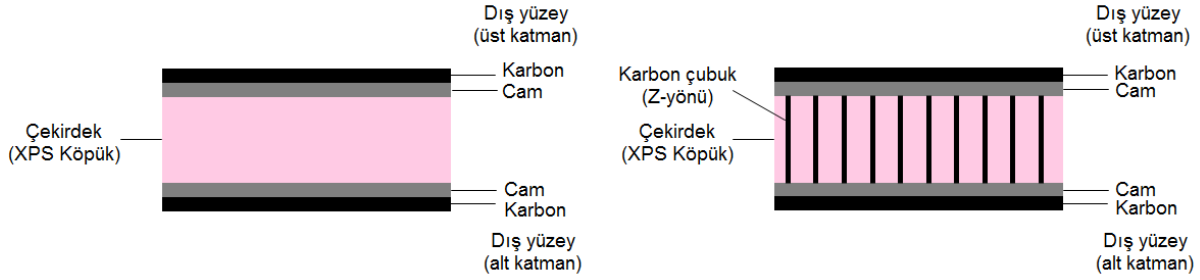 Dış yüzey
(üst katman)
Karbon
Cam
Çekirdek
(XPS Köpük)
Cam
Karbon
Dış yüzey
(alt katman)
Dış yüzey
(üst katman)
Karbon çubuk
(Z-yönü)
Karbon
Cam
Çekirdek
(XPS Köpük)
Cam
Karbon
Dış yüzey
(alt katman)